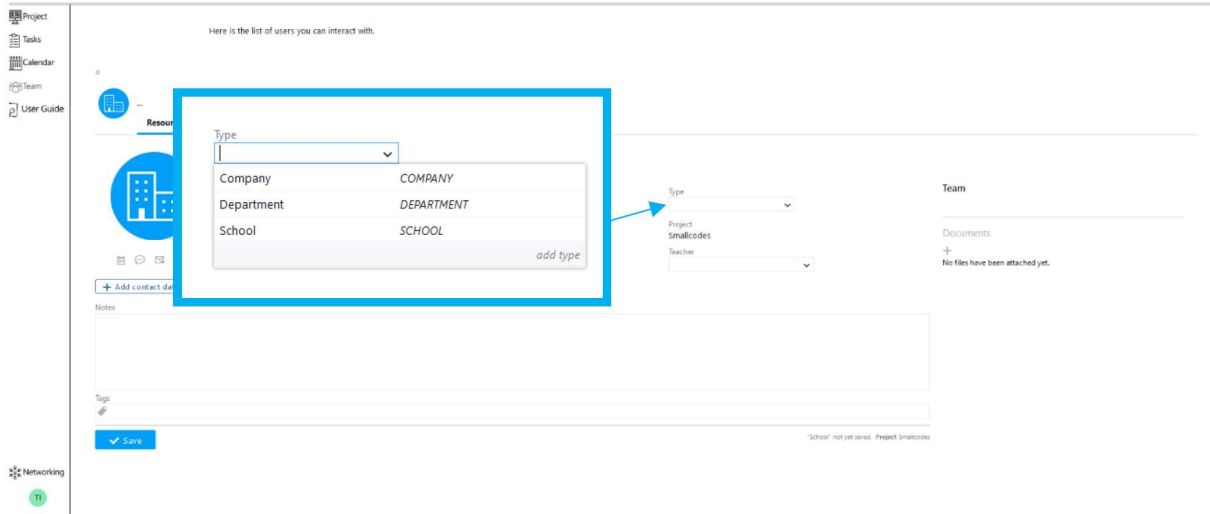 Project
Tasks
Calendar
Team
User Guide
Here is the list of users you can interact with.
#
--
Resour
Type
Company COMPANY
Department DEPARTMENT
School SCHOOL
add type
Type
Project
Smallcodes
Teacher
Team
Documents
+
No files have been attached yet.
+ Add contact dat
Notes
Tags
Save
"School" not yet saved. Project Smallcodes
Networking
TI